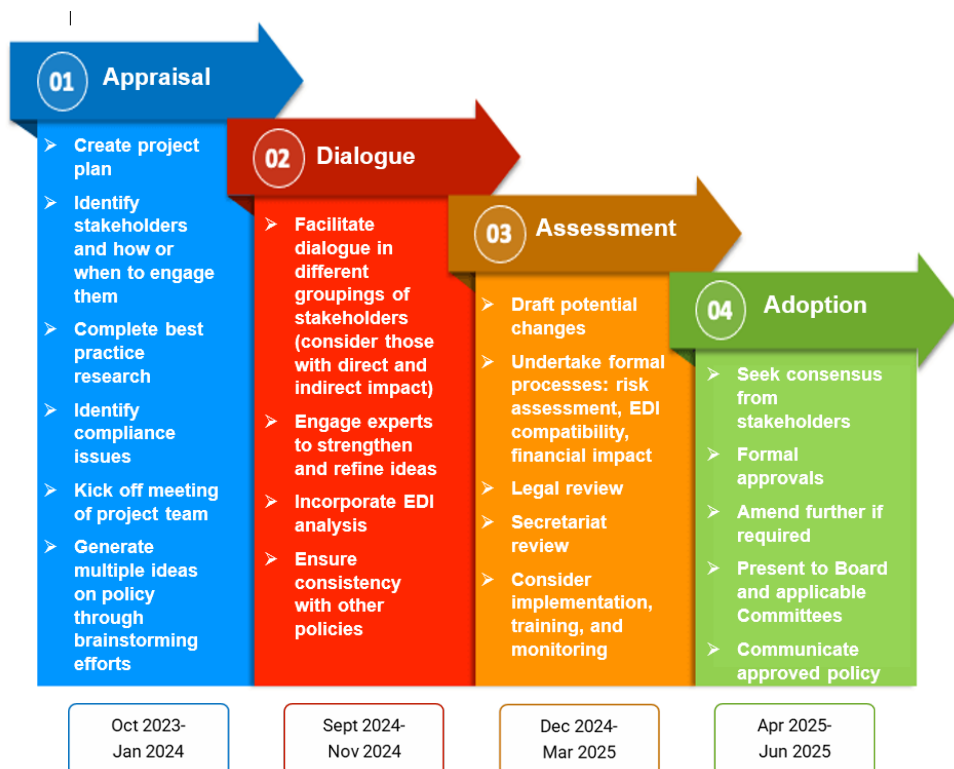 01 Appraisal
Create project
plan
Identify
stakeholders
and how or
when to engage
them
Complete best
practice
research
Identify
compliance
issues
Kick off meeting
of project team
Generate
multiple ideas
on policy
through
brainstorming
efforts
Oct 2023-
Jan 2024
02 Dialogue
Facilitate
dialogue in
different
groupings of
stakeholders
(consider those
with direct and
indirect impact)
Engage experts
to strengthen
and refine ideas
Incorporate EDI
analysis
Ensure
consistency
with other
policies
Sept 2024-
Nov 2024
03 Assessment
Draft potential
changes
Undertake formal
processes: risk
assessment, EDI
compatibility,
financial impact
Legal review
Secretariat
review
Consider
implementation,
training, and
monitoring
Dec 2024-
Mar 2025
04 Adoption
Seek consensus
from
stakeholders
Formal
approvals
Amend further if
required
Present to Board
and applicable
Committees
Communicate
approved policy
Apr 2025-
Jun 2025